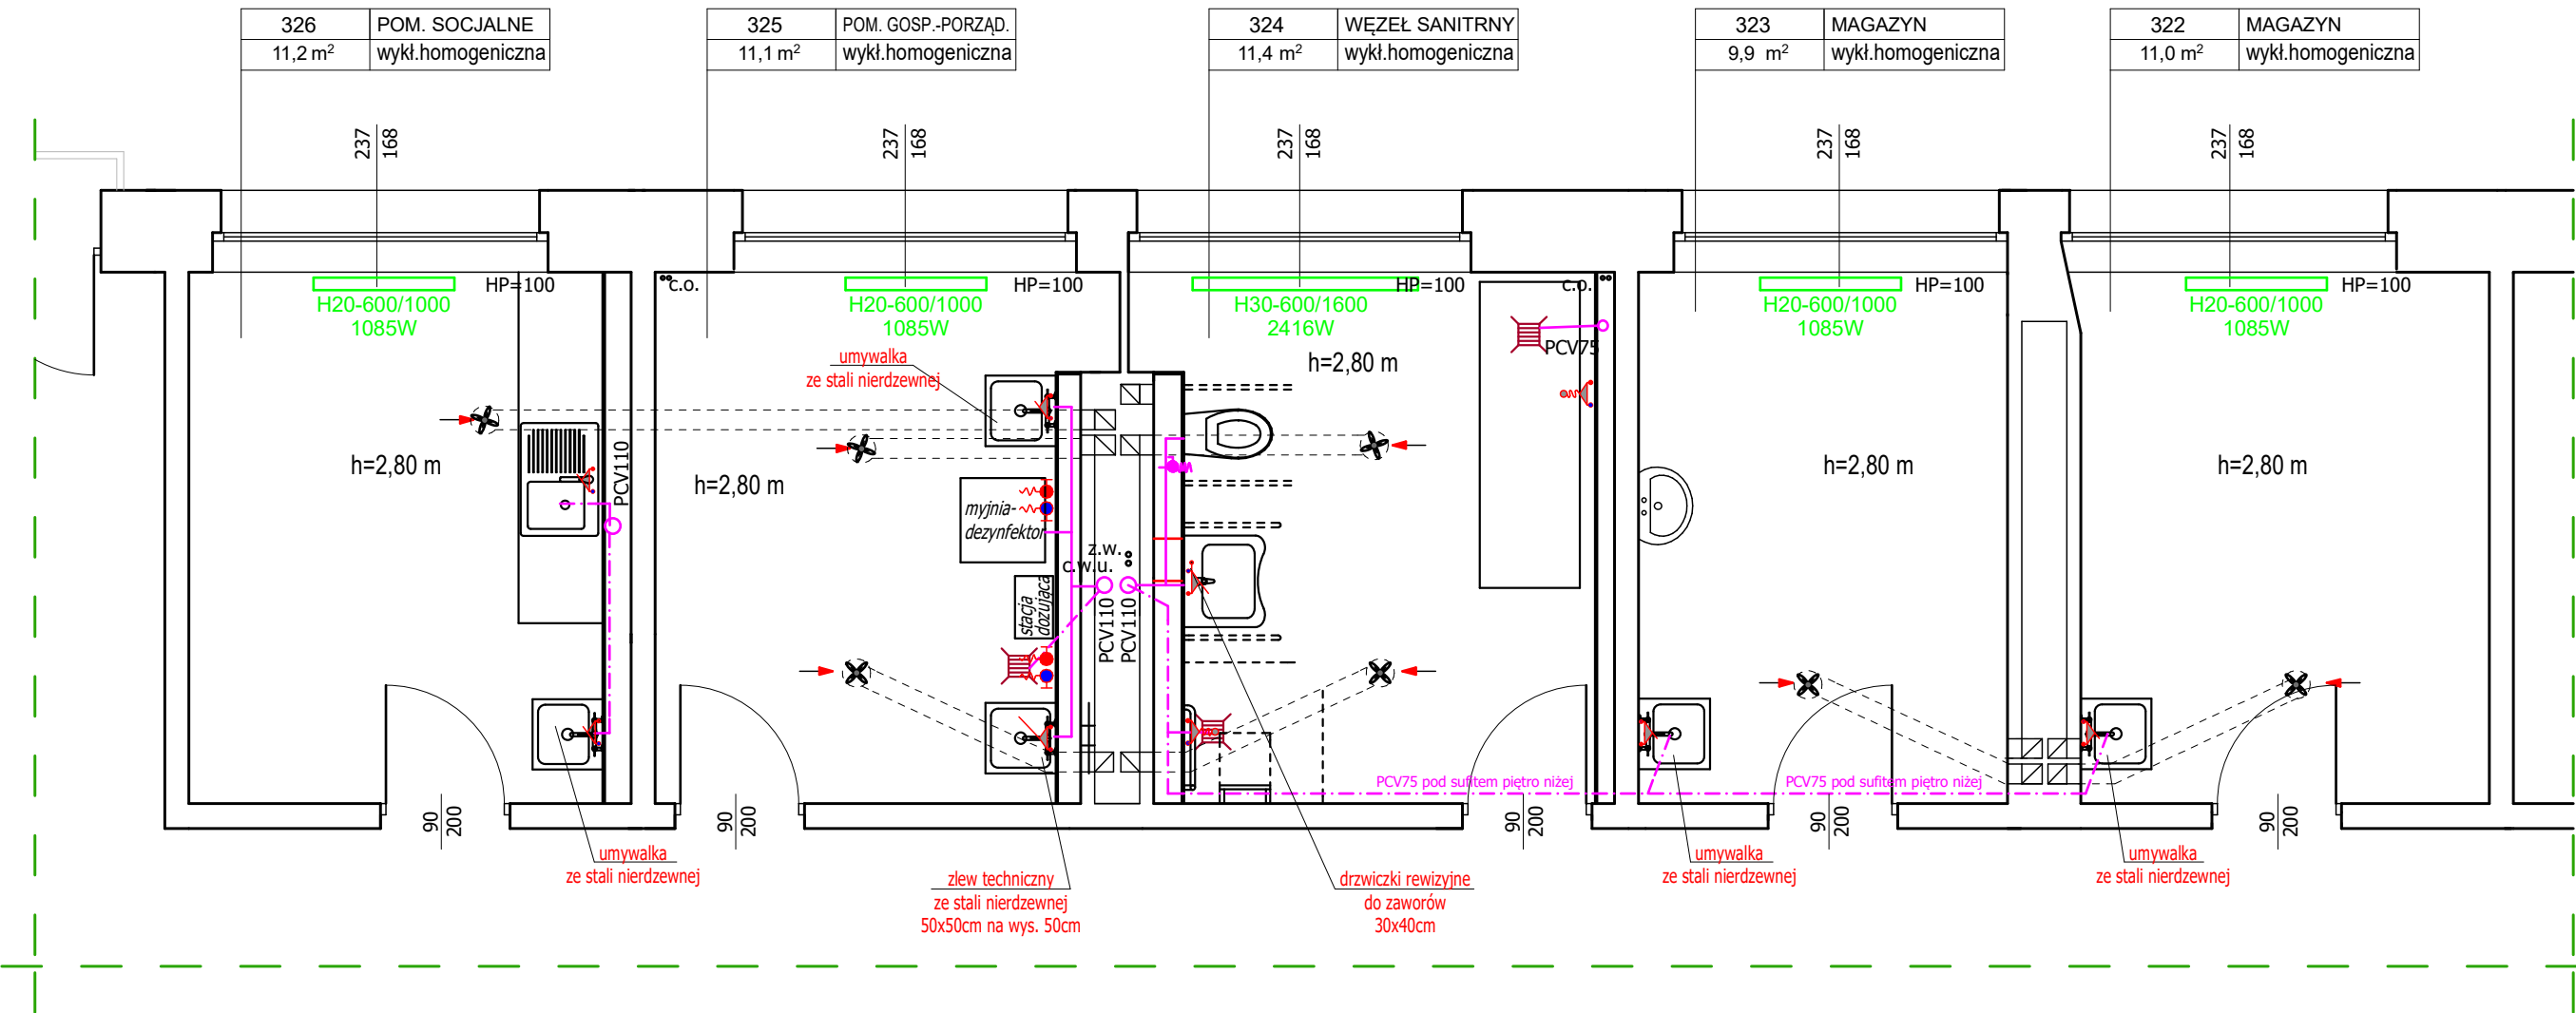 326 POM. SOCJALNE
11,2 m² wykł.homogeniczna
325 POM. GOSP.-PORZĄD.
11,1 m² wykł.homogeniczna
324 WĘZEŁ SANITRNY
11,4 m² wykł.homogeniczna
323 MAGAZYN
9,9 m² wykł.homogeniczna
322 MAGAZYN
11,0 m² wykł.homogeniczna
237
168
237
168
237
168
237
168
237
168
HP=100
H20-600/1000
1085W
c.o.
HP=100
H20-600/1000
1085W
HP=100
H30-600/1600
2416W
c.o.
HP=100
H20-600/1000
1085W
HP=100
H20-600/1000
1085W
umywalka
ze stali nierdzewnej
h=2,80 m
PCV75
h=2,80 m
PCV110
h=2,80 m
h=2,80 m
h=2,80 m
myjnia-
dezynfektor
z.w.
c.w.u.
stacja
dozująca
PCV110
PCV110
PCV75 pod sufitem piętro niżej
PCV75 pod sufitem piętro niżej
90
200
90
200
90
200
90
200
90
200
umywalka
ze stali nierdzewnej
zlew techniczny
ze stali nierdzewnej
50x50cm na wys. 50cm
drzwiczki rewizyjne
do zaworów
30x40cm
umywalka
ze stali nierdzewnej
umywalka
ze stali nierdzewnej